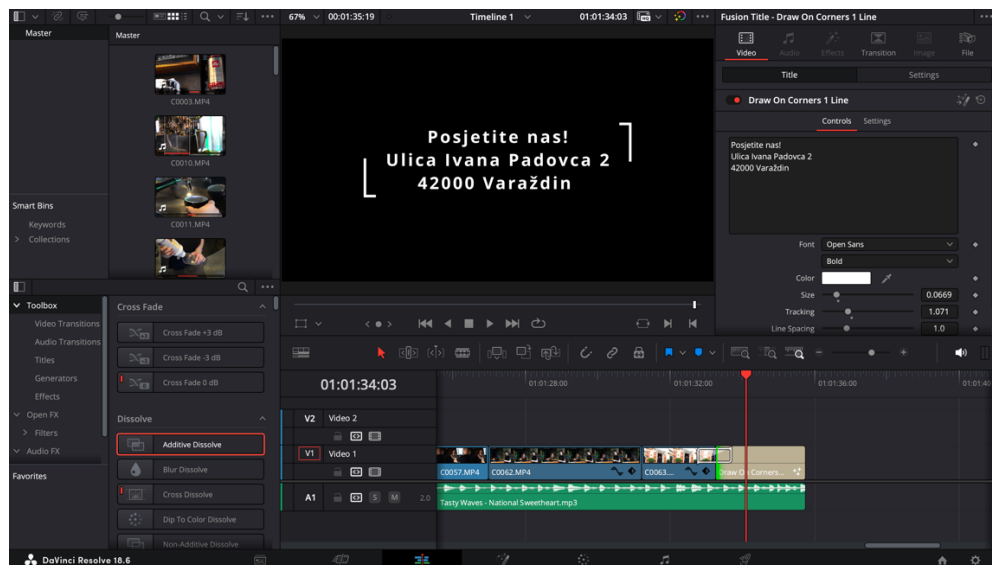 67%
00:01:35:19
Timeline 1
01:01:34:03
Fusion Title - Draw On Corners 1 Line
Master
Master
C0003.MP4
C0010.MP4
C0011.MP4
Smart Bins
Keywords
Collections
Posjetite nas!
Ulica Ivana Padovca 2
42000 Varaždin
Video
Audio
Effects
Transition
Image
File
Title
Settings
Draw On Corners 1 Line
Controls
Settings
Posjetite nas!
Ulica Ivana Padovca 2
42000 Varaždin
Font
Open Sans
Bold
Color
Size
0.0669
Tracking
1.071
Line Spacing
1.0
Toolbox
Video Transitions
Audio Transitions
Titles
Generators
Effects
Open FX
Filters
Audio FX
Favorites
Cross Fade
Cross Fade +3 dB
Cross Fade -3 dB
Cross Fade 0 dB
Dissolve
Additive Dissolve
Blur Dissolve
Cross Dissolve
Dip To Color Dissolve
Non-Additive Dissolve
01:01:34:03
01:01:28:00
01:01:32:00
01:01:36:00
01:01:40
V2 Video 2
V1 Video 1
C0057.MP4
C0062.MP4
C0063....
Draw On Corners...
A1
S
M
2.0
Tasty Waves - National Sweetheart.mp3
DaVinci Resolve 18.6